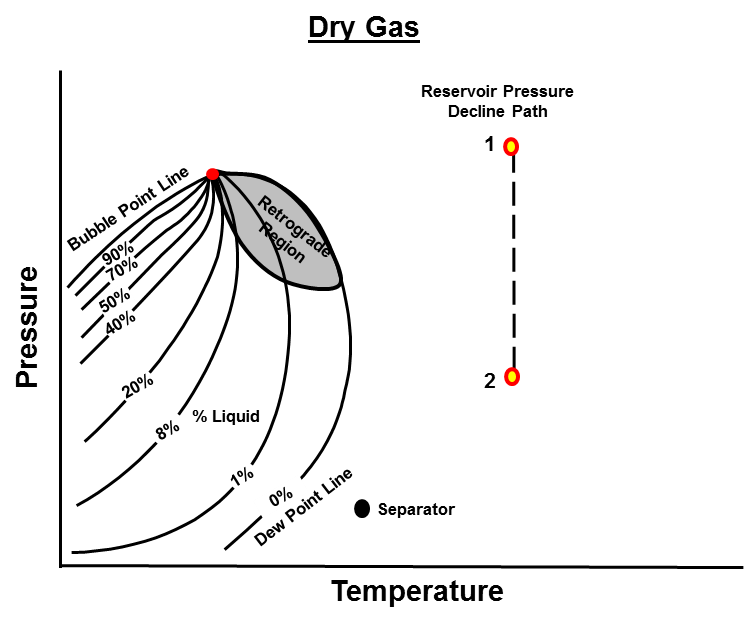 Dry Gas
Reservoir Pressure
Decline Path
1
2
Bubble Point Line
90%
70%
50%
40%
20%
8%
1%
0%
% Liquid
Retrograde
Region
Dew Point Line
Separator
Pressure
Temperature